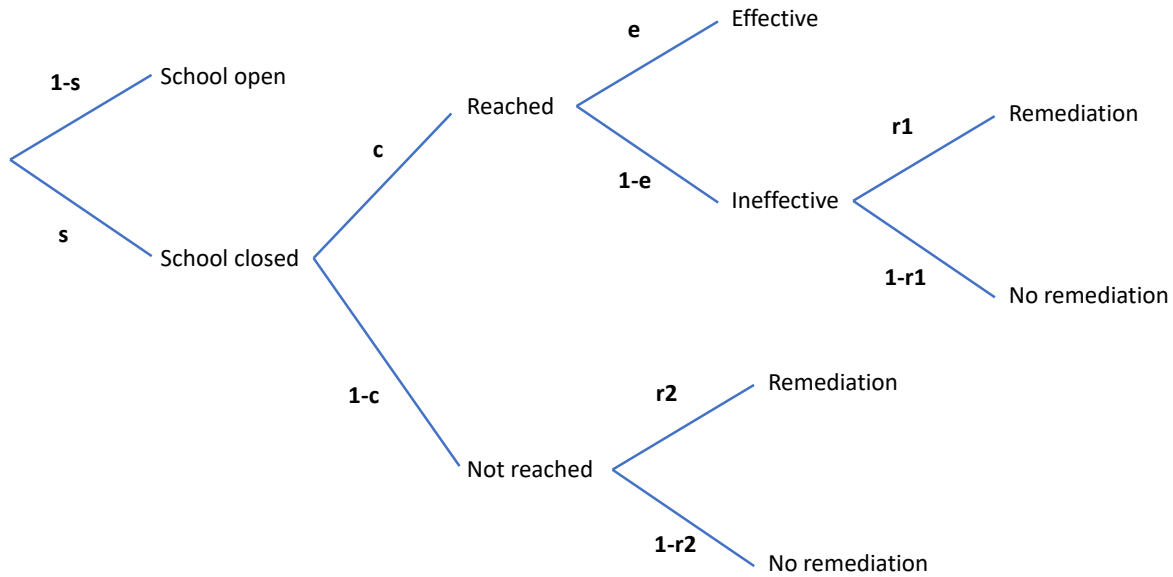 e
Effective
1-s
School open
Reached
r1
Remediation
c
1-e
Ineffective
s
School closed
1-r1
No remediation
1-c
r2
Remediation
Not reached
1-r2
No remediation